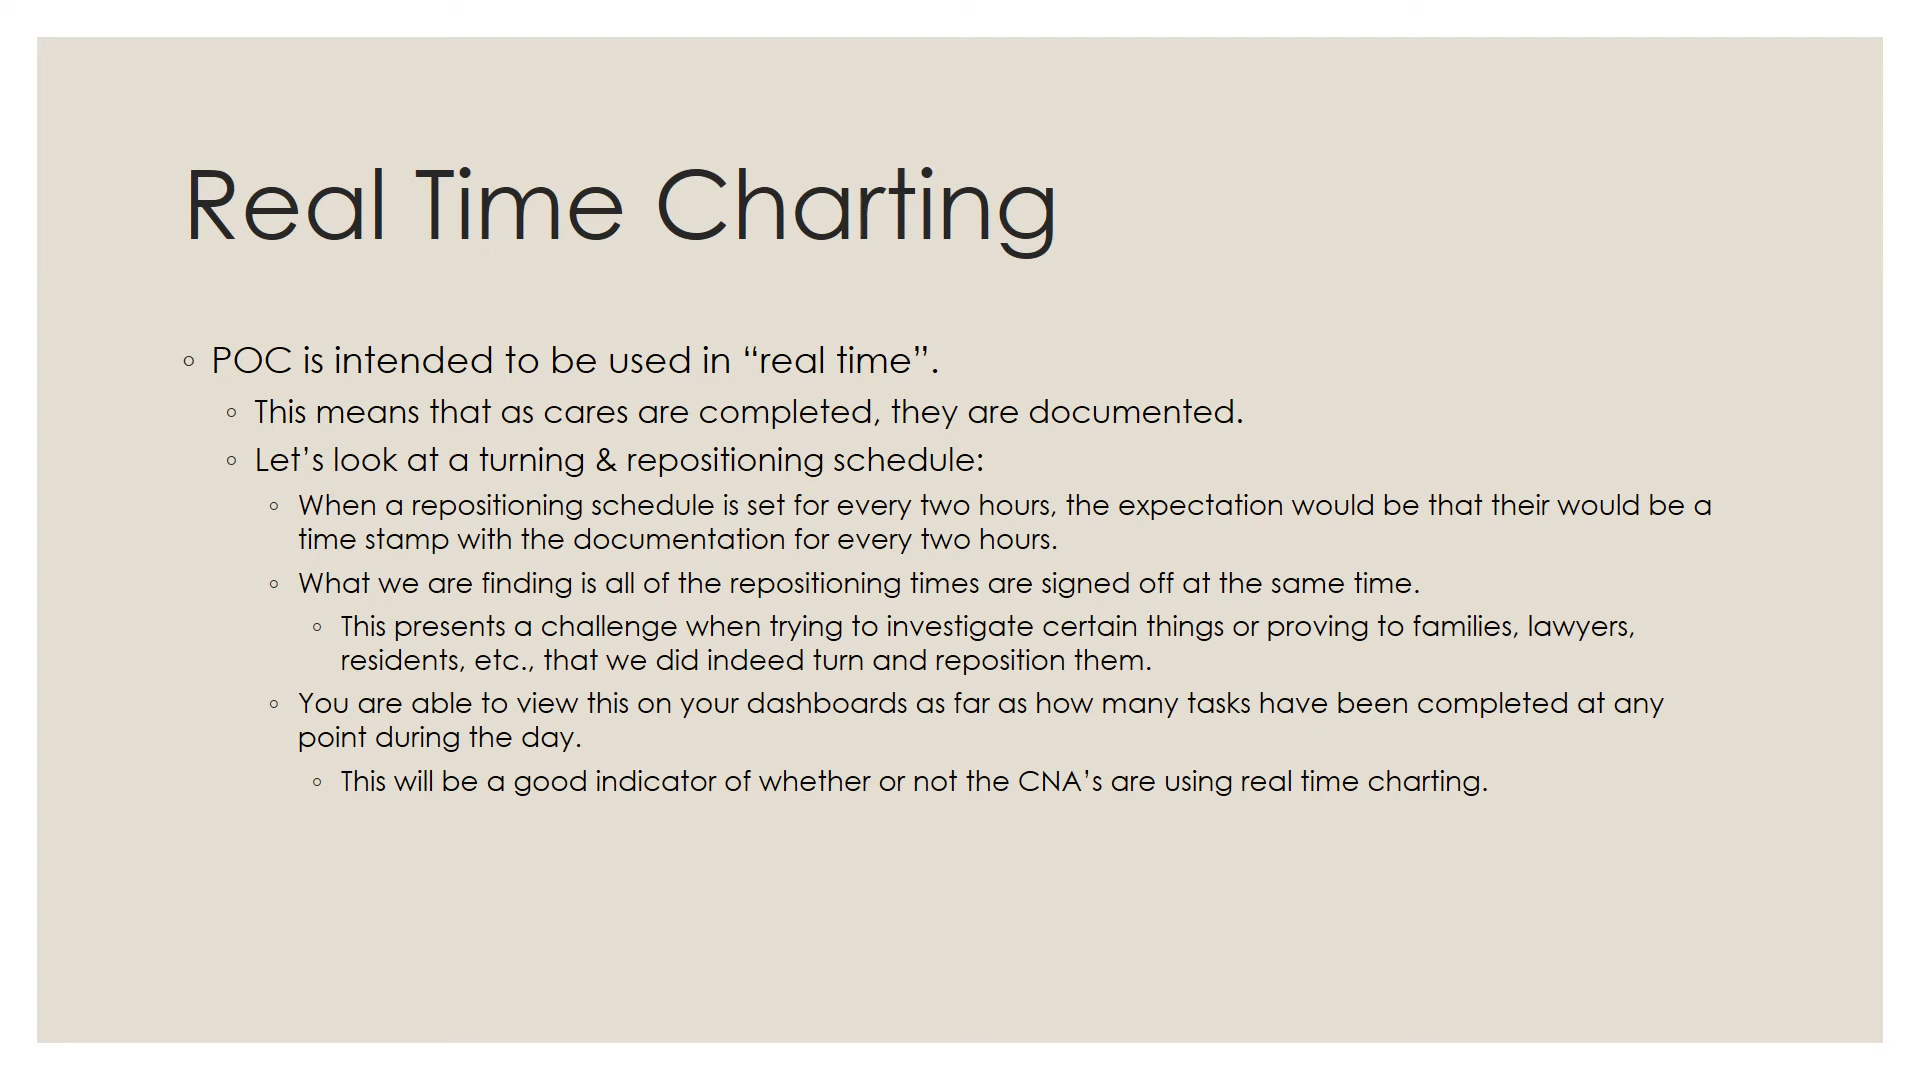 Real Time Charting
◦ POC is intended to be used in “real time”.
◦ This means that as cares are completed, they are documented.
◦ Let’s look at a turning & repositioning schedule:
◦ When a repositioning schedule is set for every two hours, the expectation would be that their would be a
time stamp with the documentation for every two hours.
◦ What we are finding is all of the repositioning times are signed off at the same time.
◦ This presents a challenge when trying to investigate certain things or proving to families, lawyers,
residents, etc., that we did indeed turn and reposition them.
◦ You are able to view this on your dashboards as far as how many tasks have been completed at any
point during the day.
◦ This will be a good indicator of whether or not the CNA’s are using real time charting.